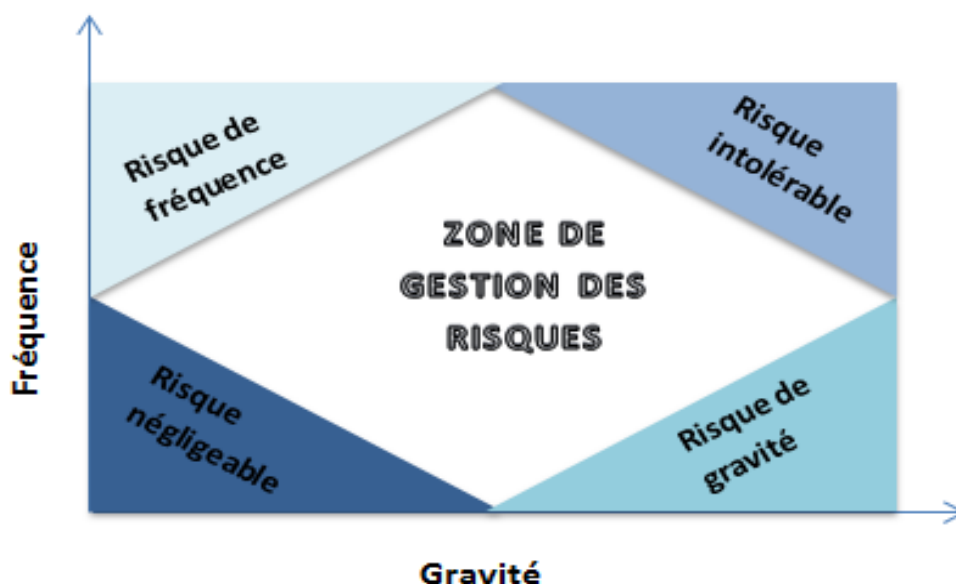 Risque de
fréquence
Risque
intolérable
ZONE DE
GESTION DES
RISQUES
Fréquence
Risque
négligeable
Risque de
gravité
Gravité